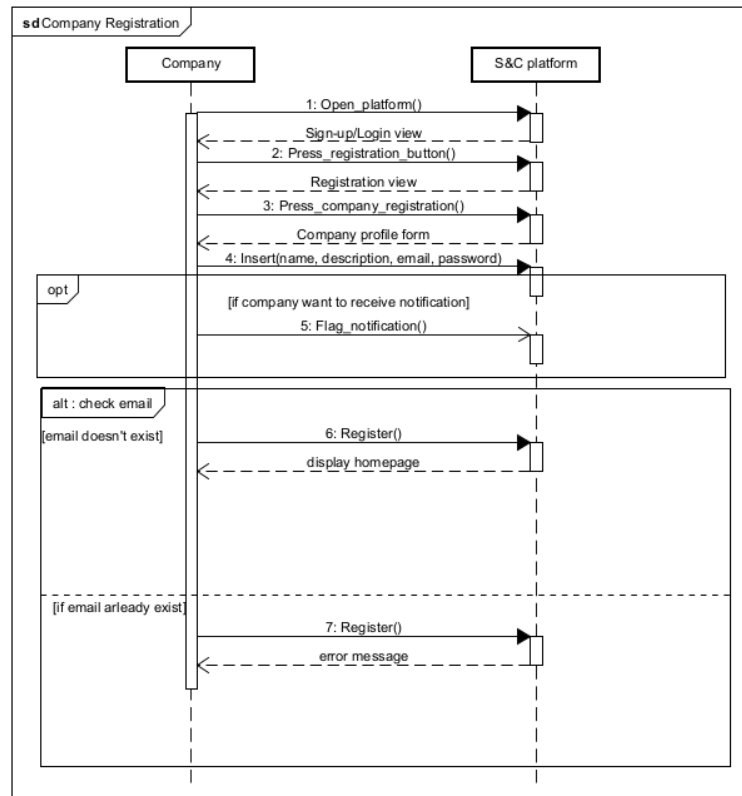 sd Company Registration
Company
S&C platform
1: Open_platform()
Sign-up/Login view
2: Press_registration_button()
Registration view
3: Press_company_registration()
Company profile form
4: Insert(name, description, email, password)
opt
[if company want to receive notification]
5: Flag_notification()
alt : check email
[email doesn't exist]
6: Register()
display homepage
[if email arleady exist]
7: Register()
error message